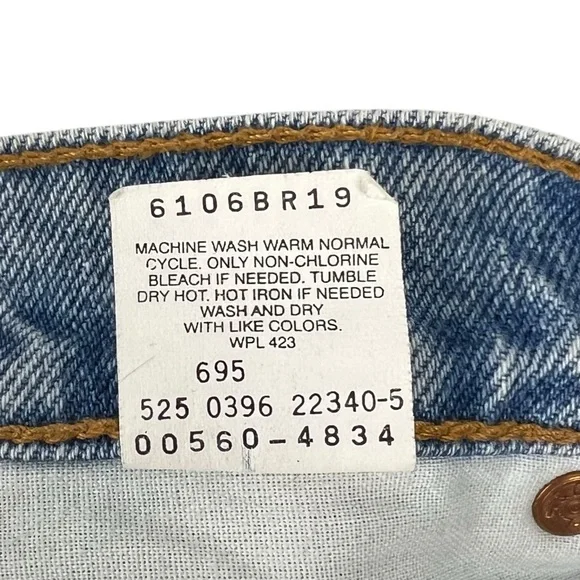 6106BR19
MACHINE WASH WARM NORMAL
CYCLE. ONLY NON-CHLORINE
BLEACH IF NEEDED. TUMBLE
DRY HOT. HOT IRON IF NEEDED
WASH AND DRY
WITH LIKE COLORS.
WPL 423
695
525 0396 22340-5
00560-4834